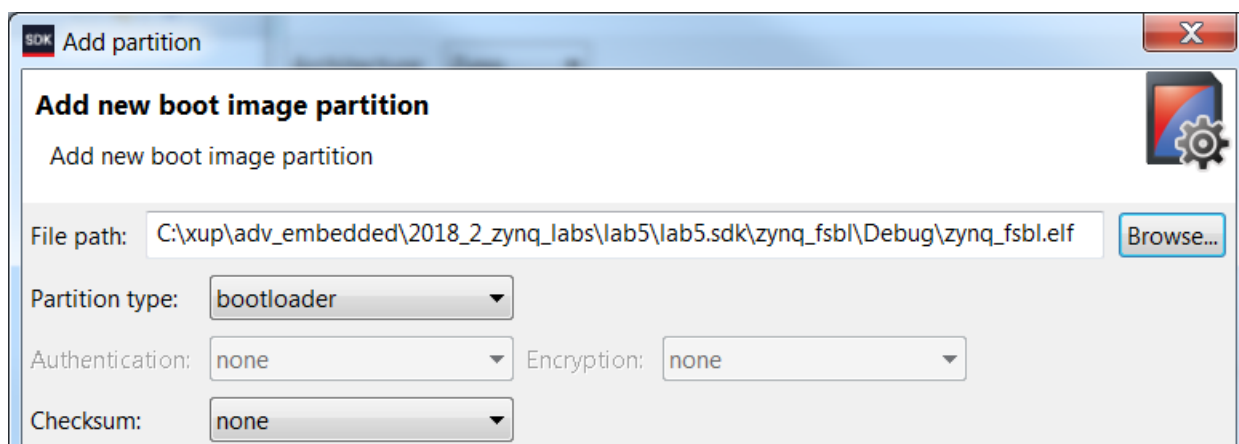 SDK Add partition
Add new boot image partition
Add new boot image partition
File path: C:\xup\adv_embedded\2018_2_zynq_labs\lab5\lab5.sdk\zynq_fsbl\Debug\zynq_fsbl.elf Browse...
Partition type: bootloader
Authentication: none Encryption: none
Checksum: none